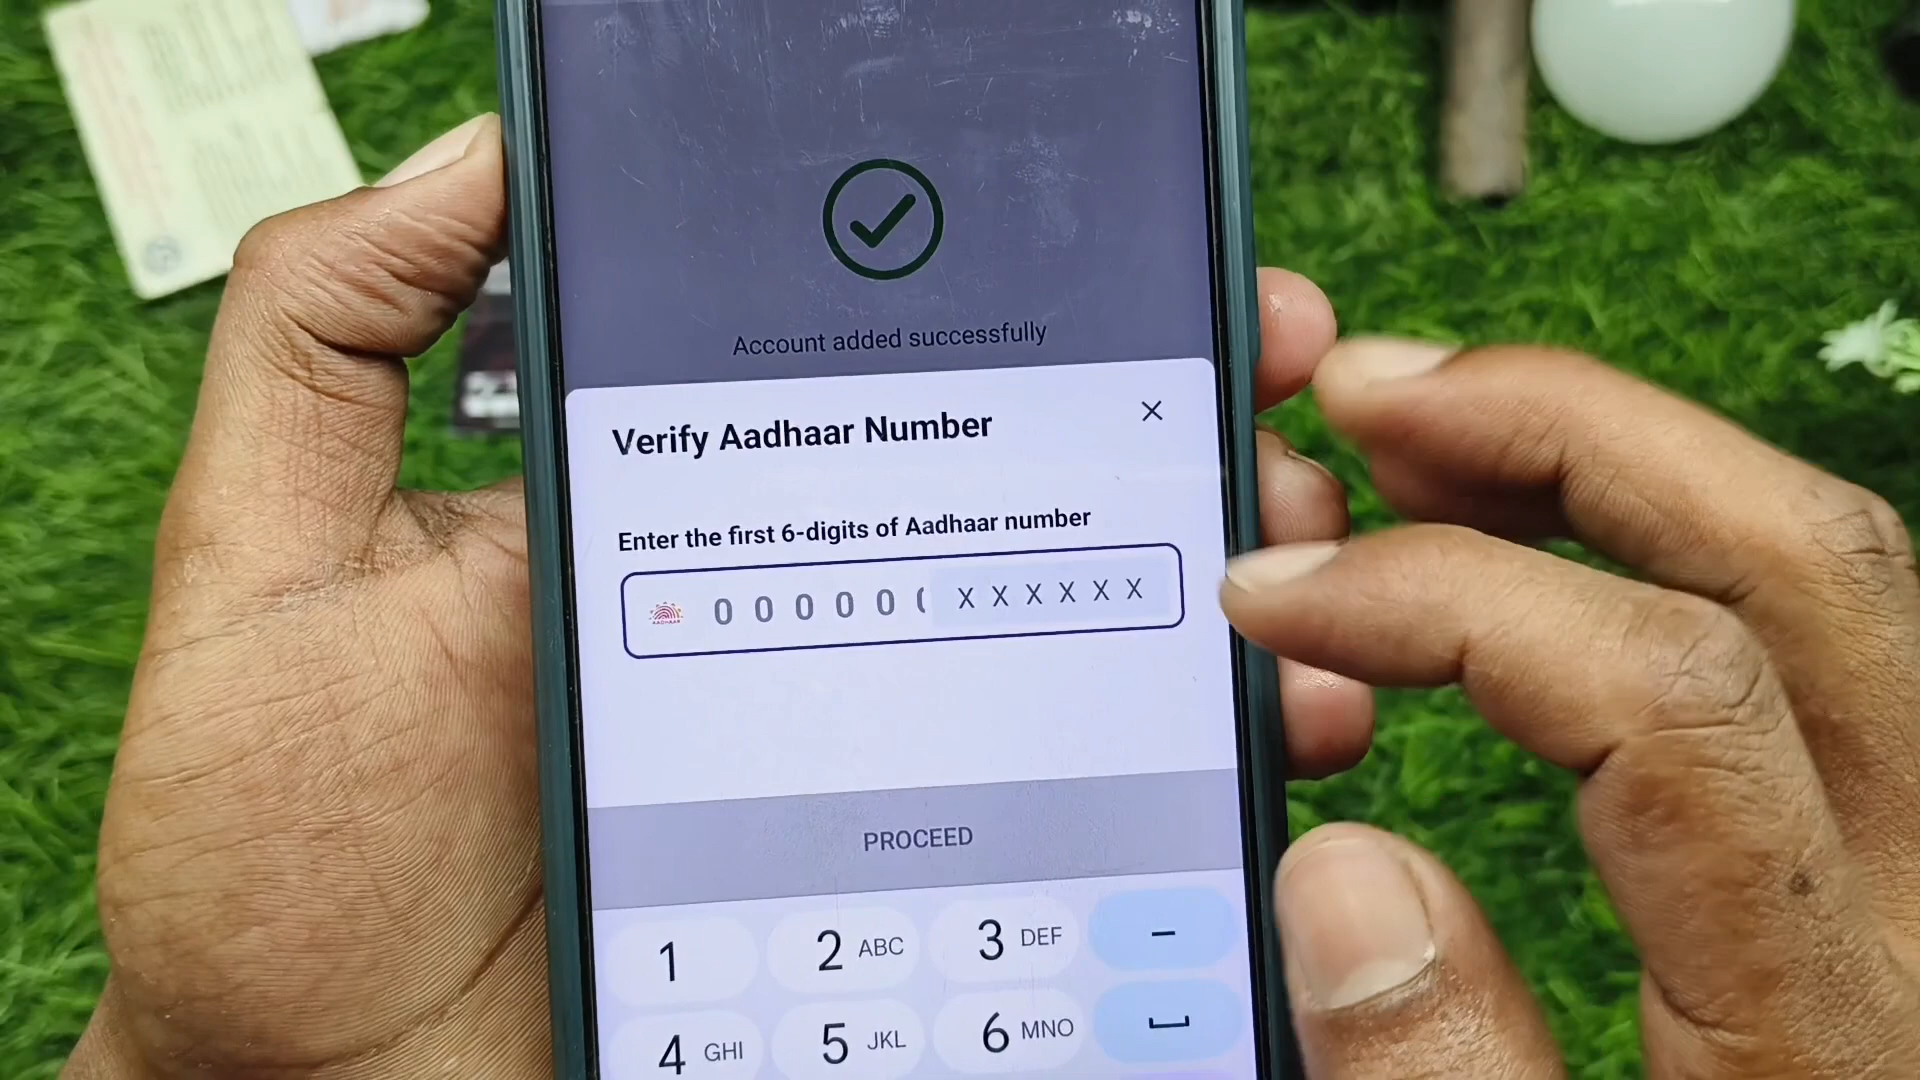 Account added successfully
Verify Aadhaar Number
Enter the first 6-digits of Aadhaar number
AADHAAR 0 0 0 0 0 X X X X X X
PROCEED
1 2 ABC 3 DEF –
4 GHI 5 JKL 6 MNO